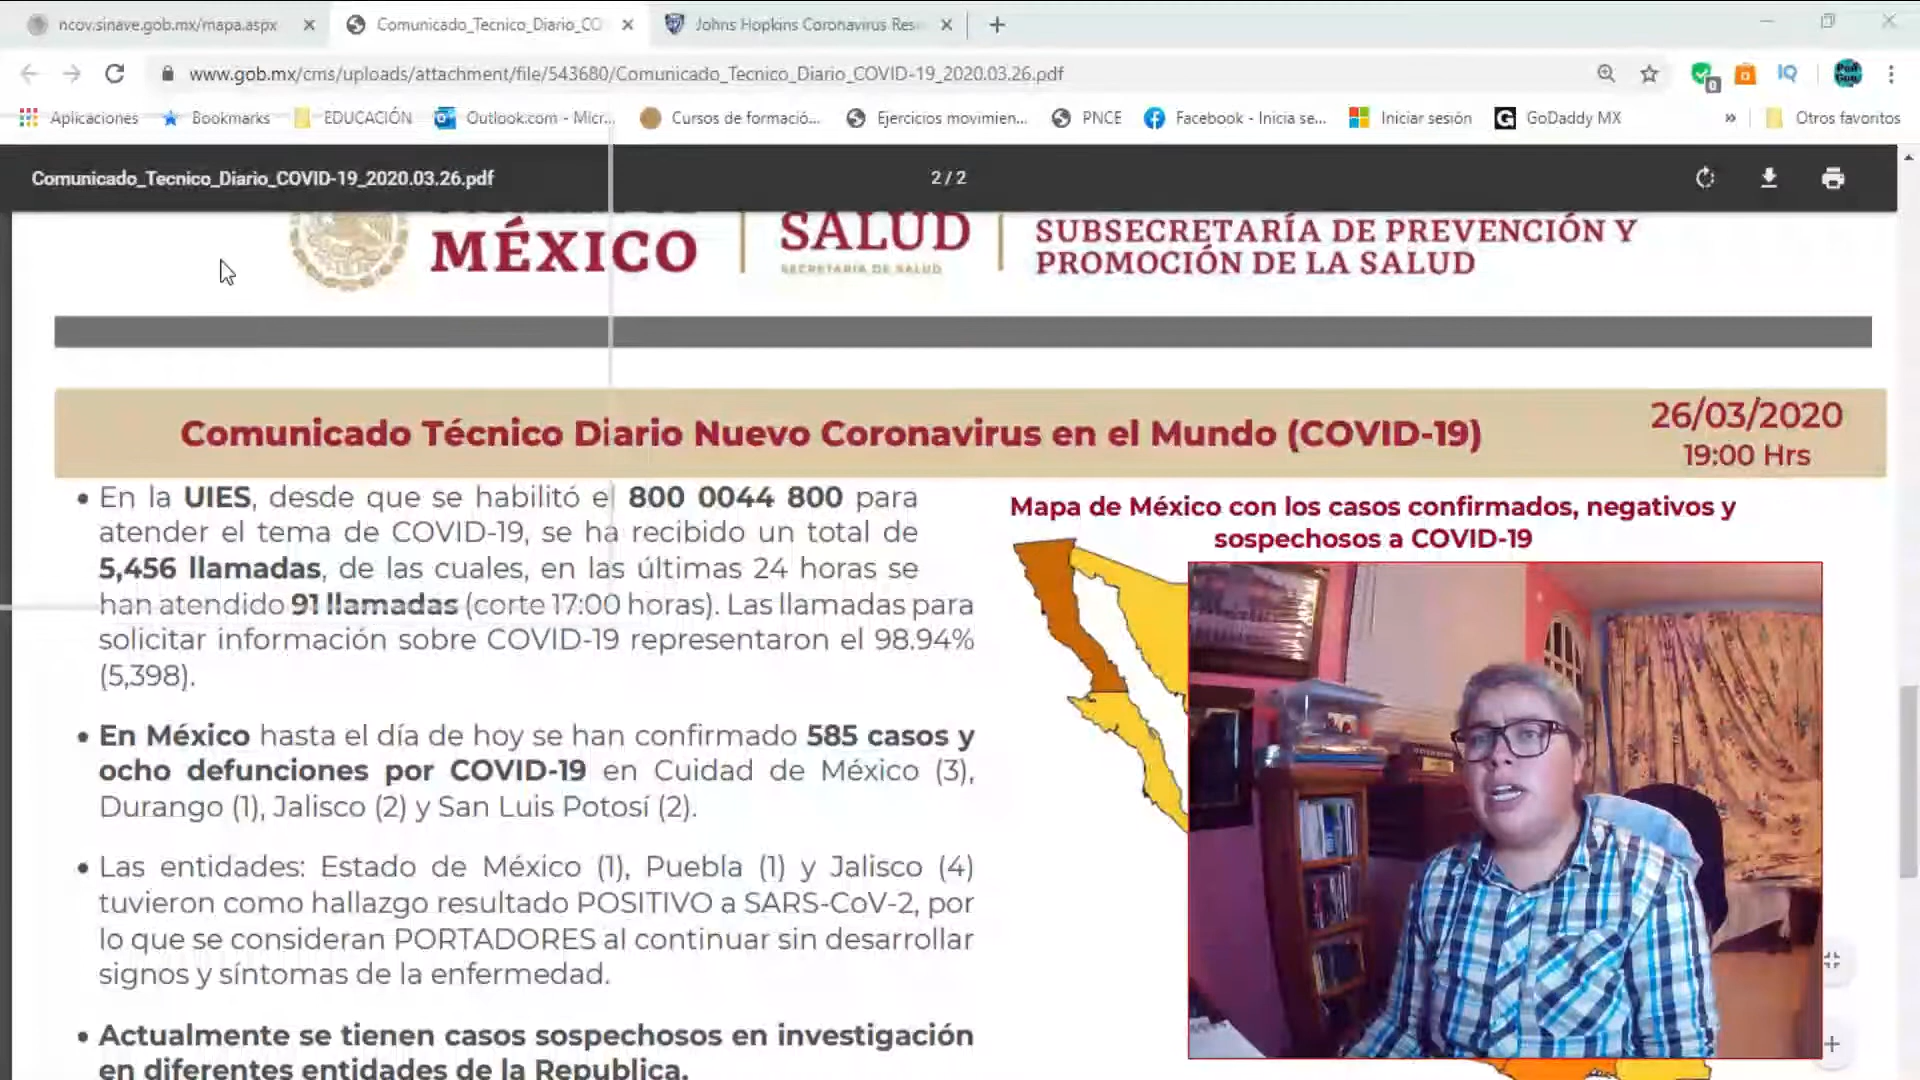 ncov.sinave.gob.mx/mapa.aspx
Comunicado_Tecnico_Diario_CO
Johns Hopkins Coronavirus Res
www.gob.mx/cms/uploads/attachment/file/543680/Comunicado_Tecnico_Diario_COVID-19_2020.03.26.pdf
0
Aplicaciones
Bookmarks
EDUCACIÓN
Outlook.com - Micr...
Cursos de formació...
Ejercicios movimien...
PNCE
Facebook - Inicia se...
Iniciar sesión
GoDaddy MX
»
Otros favoritos
Comunicado_Tecnico_Diario_COVID-19_2020.03.26.pdf
2 / 2
MÉXICO
SALUD
SECRETARÍA DE SALUD
SUBSECRETARÍA DE PREVENCIÓN Y
PROMOCIÓN DE LA SALUD
Comunicado Técnico Diario Nuevo Coronavirus en el Mundo (COVID-19)
26/03/2020
19:00 Hrs
• En la UIES, desde que se habilitó el 800 0044 800 para
atender el tema de COVID-19, se ha recibido un total de
5,456 llamadas, de las cuales, en las últimas 24 horas se
han atendido 91 llamadas (corte 17:00 horas). Las llamadas para
solicitar información sobre COVID-19 representaron el 98.94%
(5,398).
• En México hasta el día de hoy se han confirmado 585 casos y
ocho defunciones por COVID-19 en Cuidad de México (3),
Durango (1), Jalisco (2) y San Luis Potosí (2).
• Las entidades: Estado de México (1), Puebla (1) y Jalisco (4)
tuvieron como hallazgo resultado POSITIVO a SARS-CoV-2, por
lo que se consideran PORTADORES al continuar sin desarrollar
signos y síntomas de la enfermedad.
• Actualmente se tienen casos sospechosos en investigación
en diferentes entidades de la Republica.
Mapa de México con los casos confirmados, negativos y
sospechosos a COVID-19